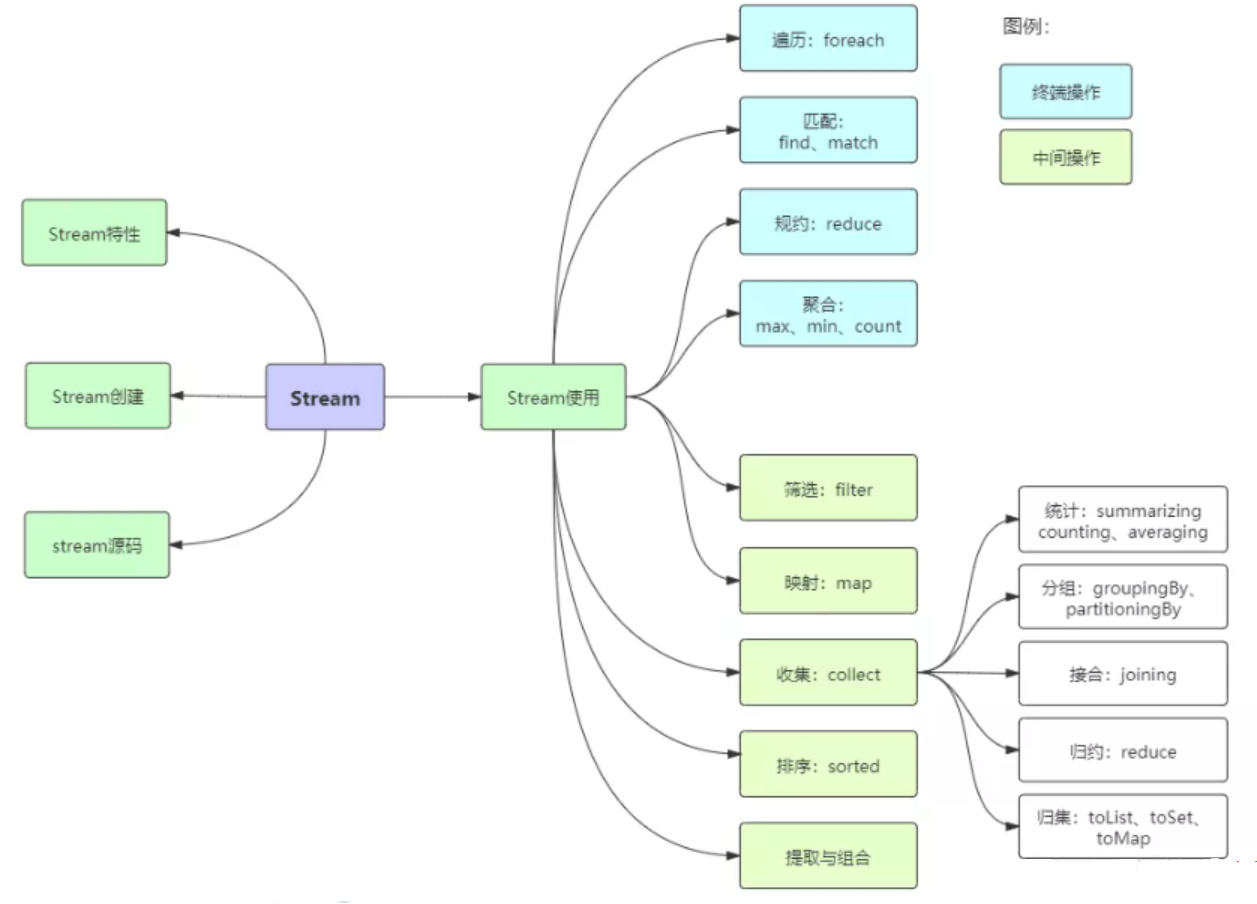 图例：
终端操作
中间操作
Stream特性
Stream创建
stream源码
Stream
Stream使用
遍历：foreach
匹配：
find、match
规约：reduce
聚合：
max、min、count
筛选：filter
映射：map
收集：collect
排序：sorted
提取与组合
统计：summarizing
counting、averaging
分组：groupingBy、
partitioningBy
接合：joining
归约：reduce
归集：toList、toSet、
toMap